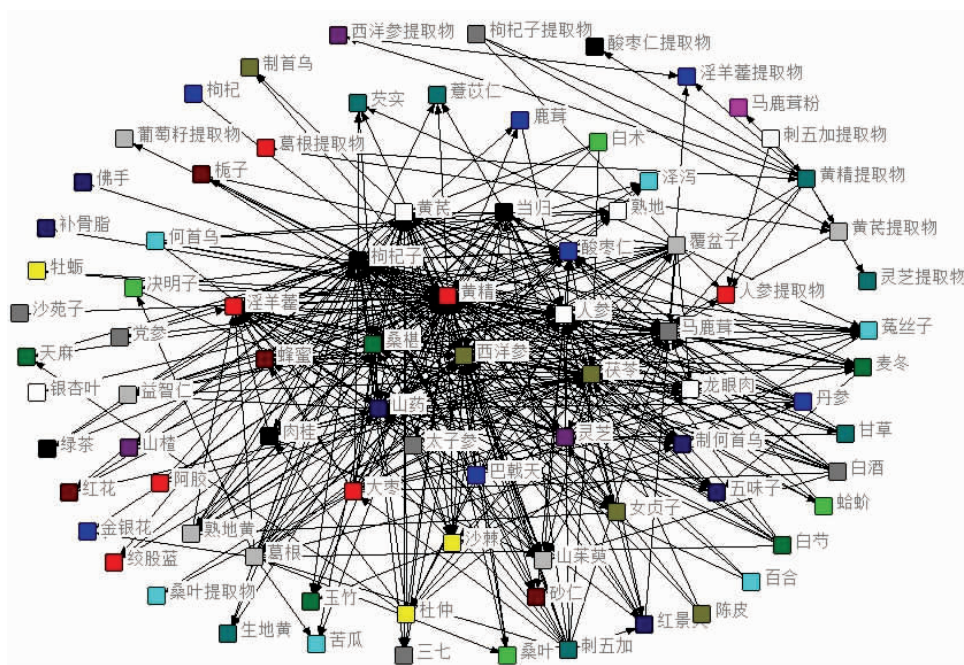 西洋参提取物
枸杞子提取物
酸枣仁提取物
制首乌
淫羊藿提取物
枸杞
芡实
薏苡仁
马鹿茸粉
鹿茸
葡萄籽提取物
葛根提取物
白术
刺五加提取物
栀子
佛手
泽泻
黄精提取物
黄芪
当归
熟地
补骨脂
何首乌
覆盆子
黄芪提取物
枸杞子
酸枣仁
牡蛎
决明子
灵芝提取物
黄精
人参提取物
沙苑子
淫羊藿
人参
党参
马鹿茸
菟丝子
天麻
桑椹
蜂蜜
西洋参
茯苓
麦冬
银杏叶
益智仁
龙眼肉
山药
丹参
绿茶
山楂
肉桂
太子参
灵芝
制何首乌
甘草
白酒
红花
阿胶
大枣
巴戟天
五味子
蛤蚧
金银花
熟地黄
女贞子
沙棘
白芍
绞股蓝
葛根
山茱萸
百合
桑叶提取物
玉竹
砂仁
杜仲
陈皮
生地黄
苦瓜
红景天
三七
桑叶
刺五加